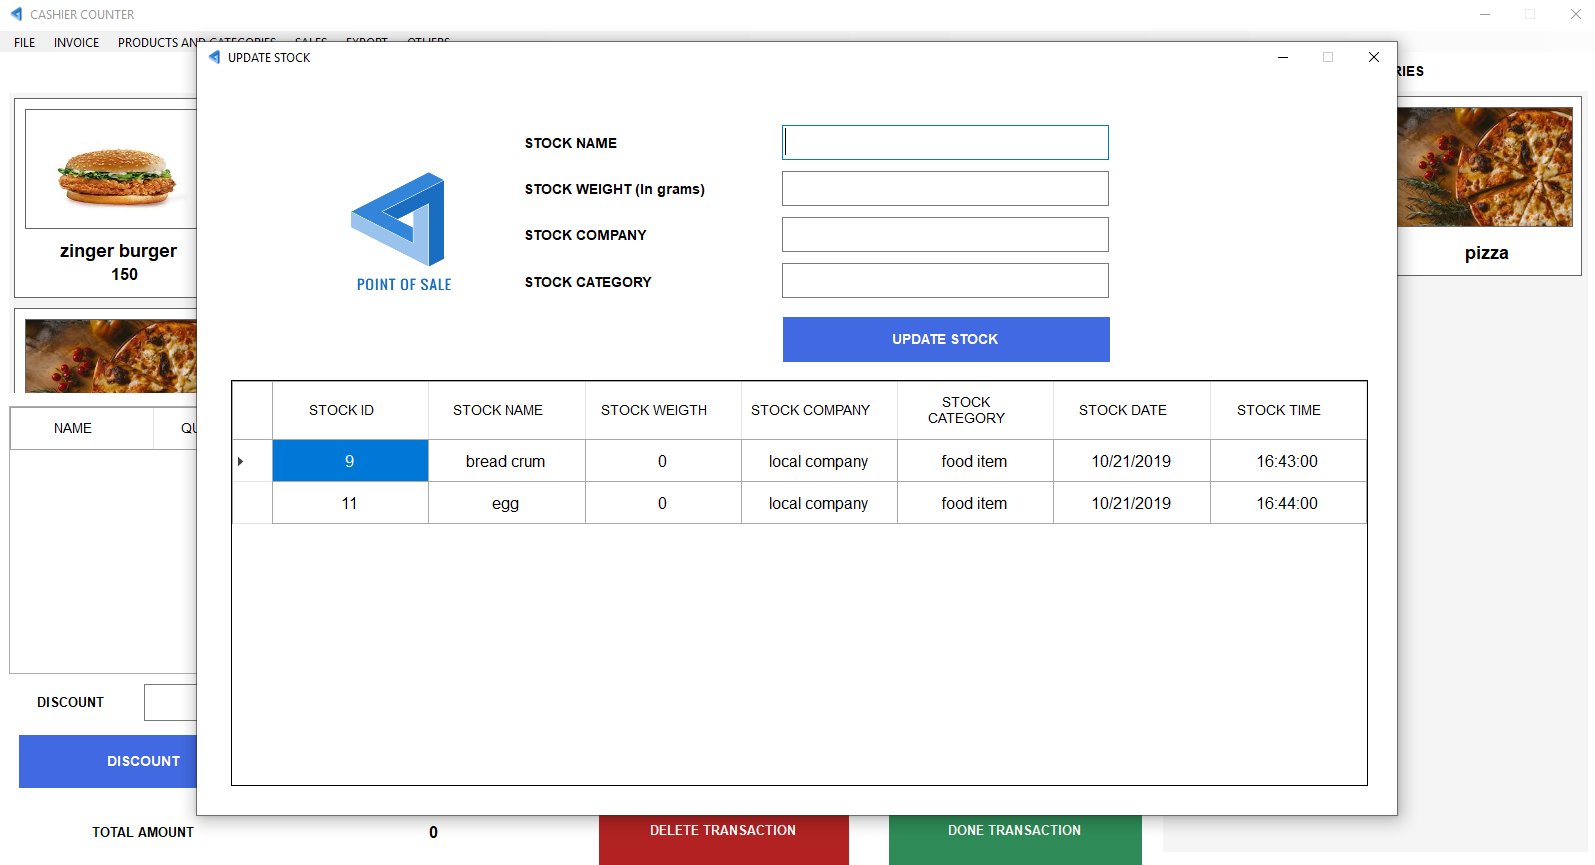 CASHIER COUNTER
FILE INVOICE PRODUCTS AND CATEGORIES SALES EXPORT OTHERS
UPDATE STOCK
RIES
STOCK NAME
STOCK WEIGHT (In grams)
STOCK COMPANY
STOCK CATEGORY
POINT OF SALE
UPDATE STOCK
zinger burger
150
pizza
STOCK ID STOCK NAME STOCK WEIGTH STOCK COMPANY STOCK CATEGORY STOCK DATE STOCK TIME
9 bread crum 0 local company food item 10/21/2019 16:43:00
11 egg 0 local company food item 10/21/2019 16:44:00
NAME QU
DISCOUNT
DISCOUNT
TOTAL AMOUNT 0
DELETE TRANSACTION
DONE TRANSACTION